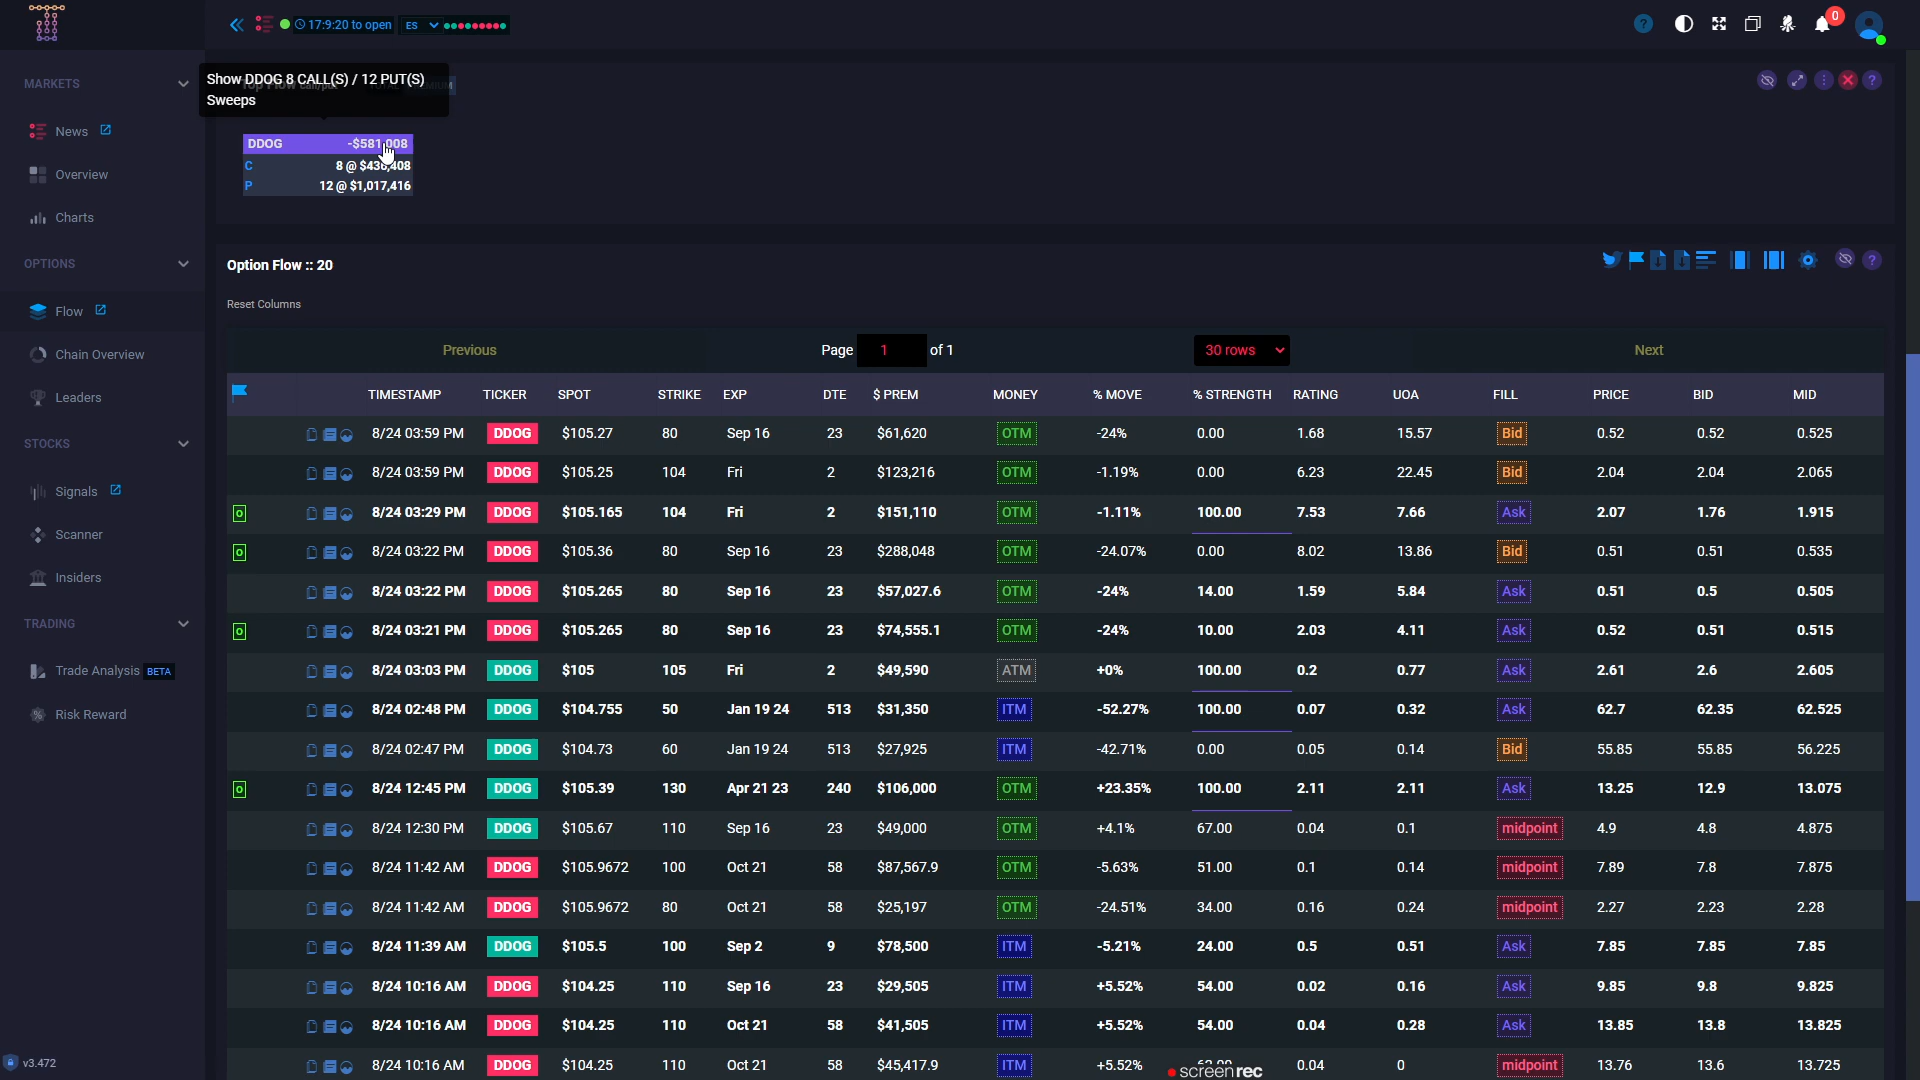 17:9:20 to open ES
0
MARKETS
Show DDOG 8 CALL(S) / 12 PUT(S)
Sweeps
News
DDOG -$581,008
C 8 @ $436,408
P 12 @ $1,017,416
Overview
Charts
OPTIONS
Flow
Chain Overview
Leaders
STOCKS
Signals
Scanner
Insiders
TRADING
Trade Analysis BETA
Risk Reward
v3.472
Option Flow :: 20
Reset Columns
Previous Page 1 of 1 30 rows Next
TIMESTAMP TICKER SPOT STRIKE EXP DTE $ PREM MONEY % MOVE % STRENGTH RATING UOA FILL PRICE BID MID
8/24 03:59 PM DDOG $105.27 80 Sep 16 23 $61,620 OTM -24% 0.00 1.68 15.57 Bid 0.52 0.52 0.525
8/24 03:59 PM DDOG $105.25 104 Fri 2 $123,216 OTM -1.19% 0.00 6.23 22.45 Bid 2.04 2.04 2.065
O 8/24 03:29 PM DDOG $105.165 104 Fri 2 $151,110 OTM -1.11% 100.00 7.53 7.66 Ask 2.07 1.76 1.915
O 8/24 03:22 PM DDOG $105.36 80 Sep 16 23 $288,048 OTM -24.07% 0.00 8.02 13.86 Bid 0.51 0.51 0.535
8/24 03:22 PM DDOG $105.265 80 Sep 16 23 $57,027.6 OTM -24% 14.00 1.59 5.84 Ask 0.51 0.5 0.505
O 8/24 03:21 PM DDOG $105.265 80 Sep 16 23 $74,555.1 OTM -24% 10.00 2.03 4.11 Ask 0.52 0.51 0.515
8/24 03:03 PM DDOG $105 105 Fri 2 $49,590 ATM +0% 100.00 0.2 0.77 Ask 2.61 2.6 2.605
8/24 02:48 PM DDOG $104.755 50 Jan 19 24 513 $31,350 ITM -52.27% 100.00 0.07 0.32 Ask 62.7 62.35 62.525
8/24 02:47 PM DDOG $104.73 60 Jan 19 24 513 $27,925 ITM -42.71% 0.00 0.05 0.14 Bid 55.85 55.85 56.225
O 8/24 12:45 PM DDOG $105.39 130 Apr 21 23 240 $106,000 OTM +23.35% 100.00 2.11 2.11 Ask 13.25 12.9 13.075
8/24 12:30 PM DDOG $105.67 110 Sep 16 23 $49,000 OTM +4.1% 67.00 0.04 0.1 midpoint 4.9 4.8 4.875
8/24 11:42 AM DDOG $105.9672 100 Oct 21 58 $87,567.9 OTM -5.63% 51.00 0.1 0.14 midpoint 7.89 7.8 7.875
8/24 11:42 AM DDOG $105.9672 80 Oct 21 58 $25,197 OTM -24.51% 34.00 0.16 0.24 midpoint 2.27 2.23 2.28
8/24 11:39 AM DDOG $105.5 100 Sep 2 9 $78,500 ITM -5.21% 24.00 0.5 0.51 Ask 7.85 7.85 7.85
8/24 10:16 AM DDOG $104.25 110 Sep 16 23 $29,505 ITM +5.52% 54.00 0.02 0.16 Ask 9.85 9.8 9.825
8/24 10:16 AM DDOG $104.25 110 Oct 21 58 $41,505 ITM +5.52% 54.00 0.04 0.28 Ask 13.85 13.8 13.825
8/24 10:16 AM DDOG $104.25 110 Oct 21 58 $45,417.9 ITM +5.52% 0.04 0 midpoint 13.76 13.6 13.725
screenrec